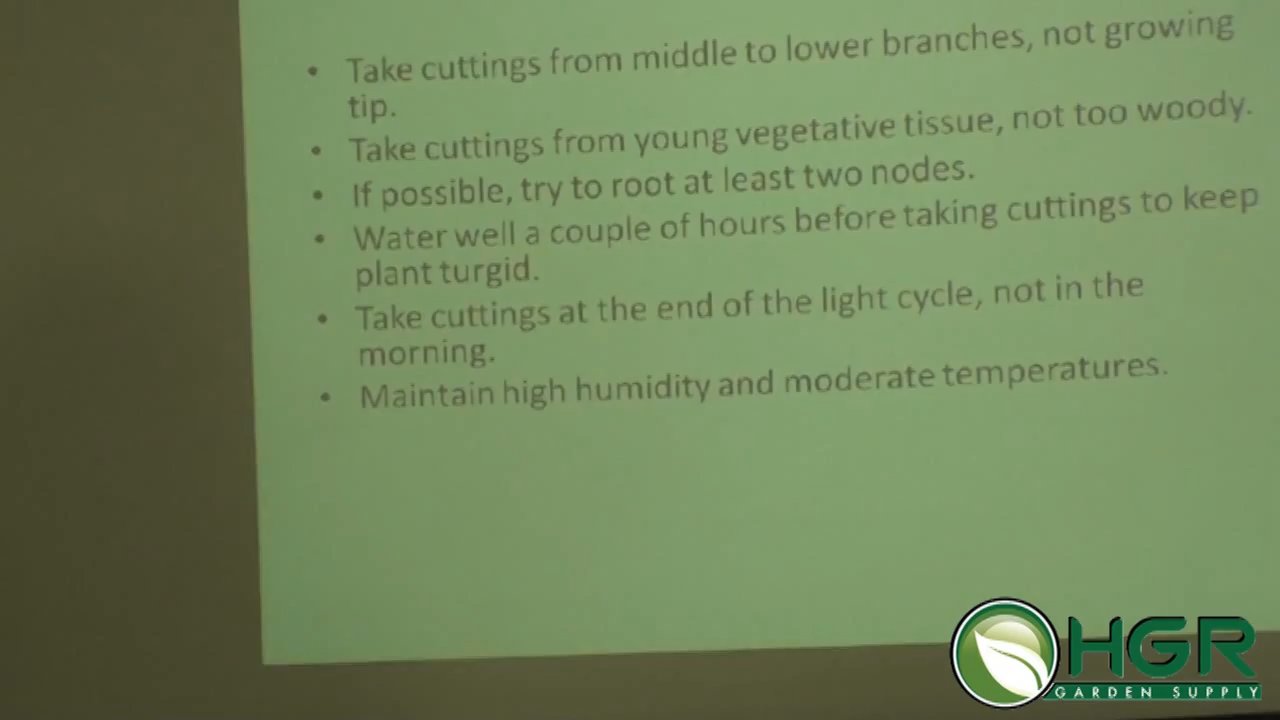 • Take cuttings from middle to lower branches, not growing
tip.
• Take cuttings from young vegetative tissue, not too woody.
• If possible, try to root at least two nodes.
• Water well a couple of hours before taking cuttings to keep
plant turgid.
• Take cuttings at the end of the light cycle, not in the
morning.
• Maintain high humidity and moderate temperatures.
HGR
GARDEN SUPPLY